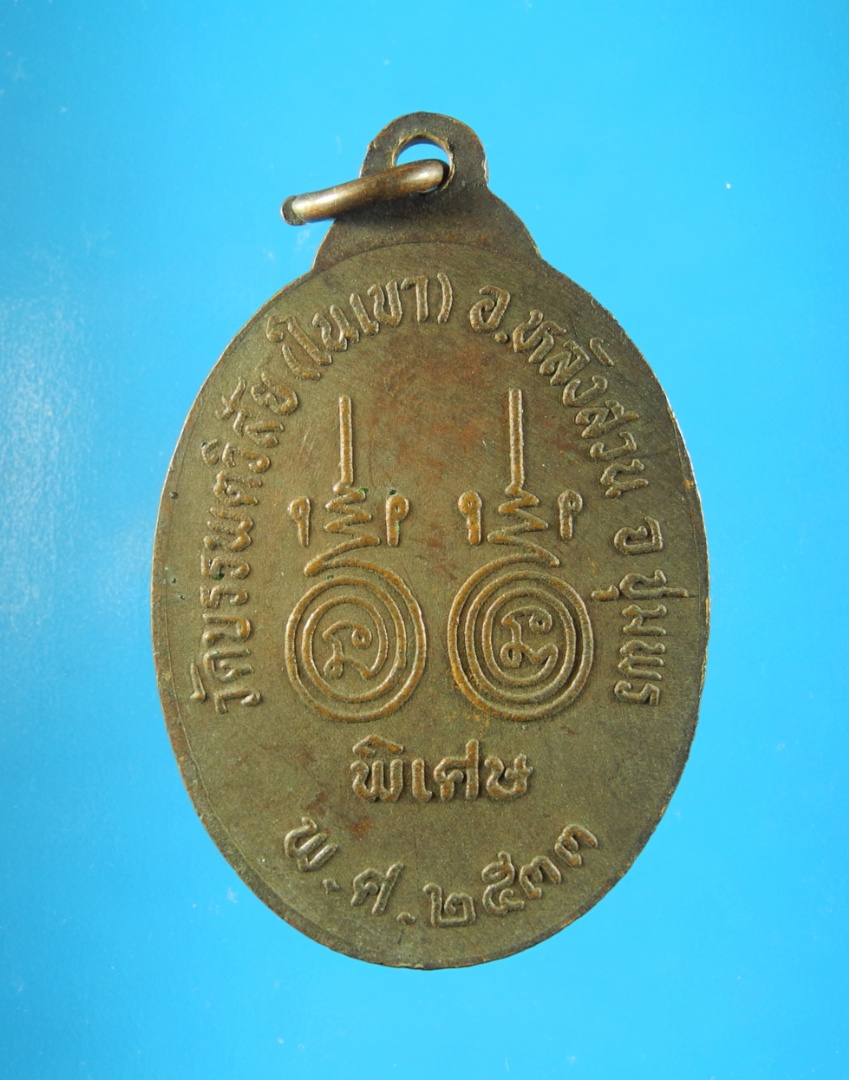 วัดบรรพตวิสัย (ในเขา) อ.หลังสวน จ ชุมพร
พิเศษ
พ.ศ.๒๕๓๓